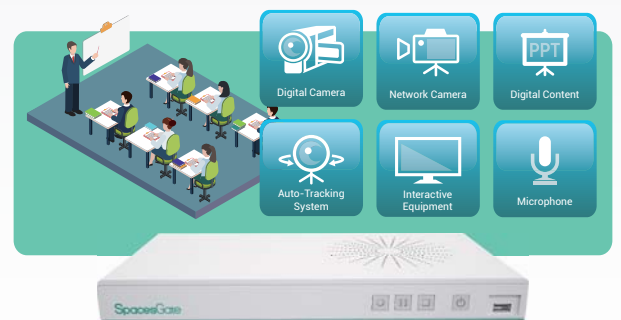 Digital Camera
Network Camera
PPT
Digital Content
Auto-Tracking
System
Interactive
Equipment
Microphone
SpacesGate